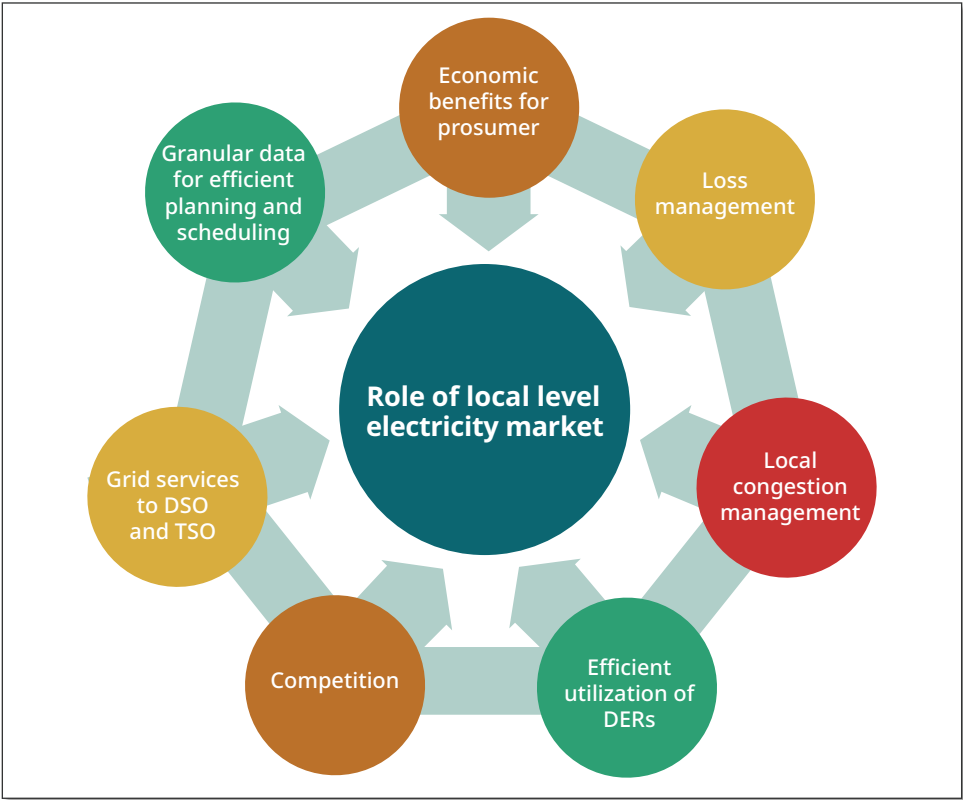 Economic
benefits for
prosumer
Loss
management
Local
congestion
management
Efficient
utilization of
DERs
Competition
Grid services
to DSO
and TSO
Granular data
for efficient
planning and
scheduling
Role of local level
electricity market